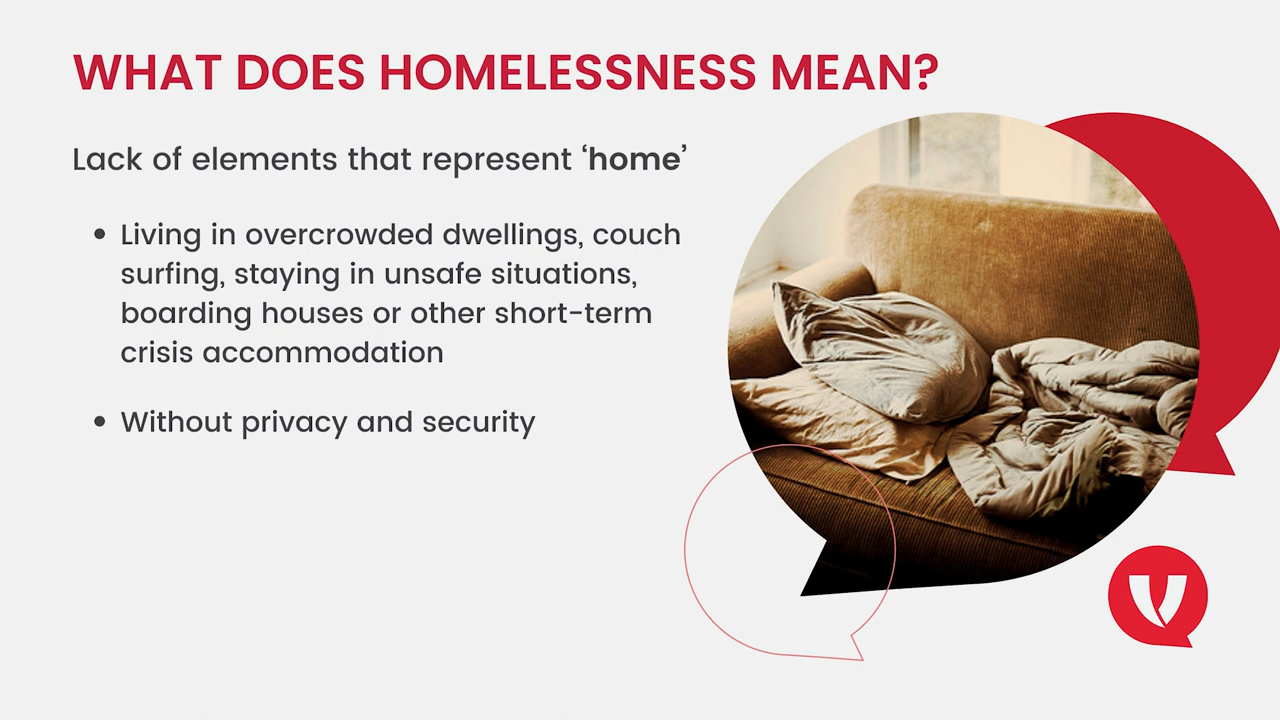 WHAT DOES HOMELESSNESS MEAN?
Lack of elements that represent ‘home’
• Living in overcrowded dwellings, couch
surfing, staying in unsafe situations,
boarding houses or other short-term
crisis accommodation
• Without privacy and security